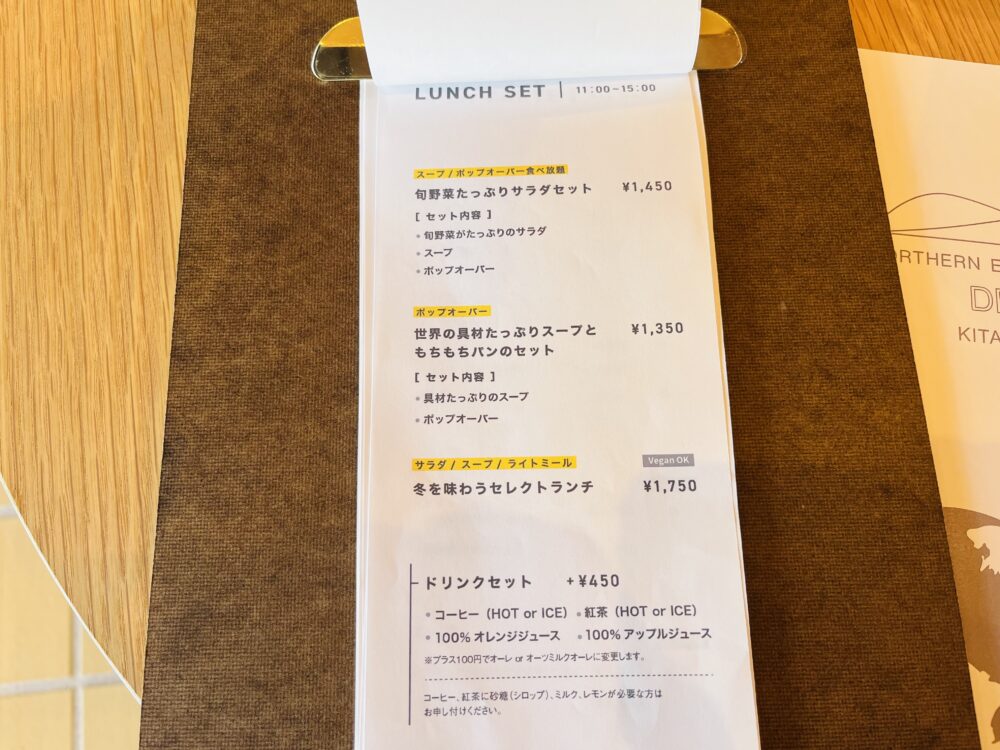 LUNCH SET | 11:00~15:00
スープ / ポップオーバー食べ放題
旬野菜たっぷりサラダセット ¥1,450
[ セット内容 ]
• 旬野菜がたっぷりのサラダ
• スープ
• ポップオーバー
ポップオーバー
世界の具材たっぷりスープと ¥1,350
もちもちパンのセット
[ セット内容 ]
• 具材たっぷりのスープ
• ポップオーバー
サラダ / スープ / ライトミール Vegan OK
冬を味わうセレクトランチ ¥1,750
ドリンクセット +¥450
• コーヒー（HOT or ICE） • 紅茶（HOT or ICE）
• 100% オレンジジュース • 100% アップルジュース
※プラス100円でオーレ or オーツミルクオーレに変更します。
コーヒー、紅茶に砂糖（シロップ）、ミルク、レモンが必要な方は
お申し付けください。
ORTHERN E
KITA